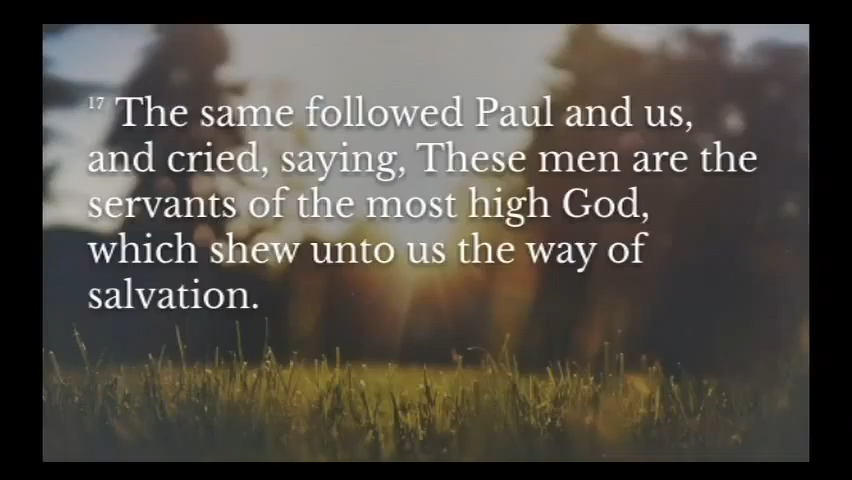 17 The same followed Paul and us,
and cried, saying, These men are the
servants of the most high God,
which shew unto us the way of
salvation.